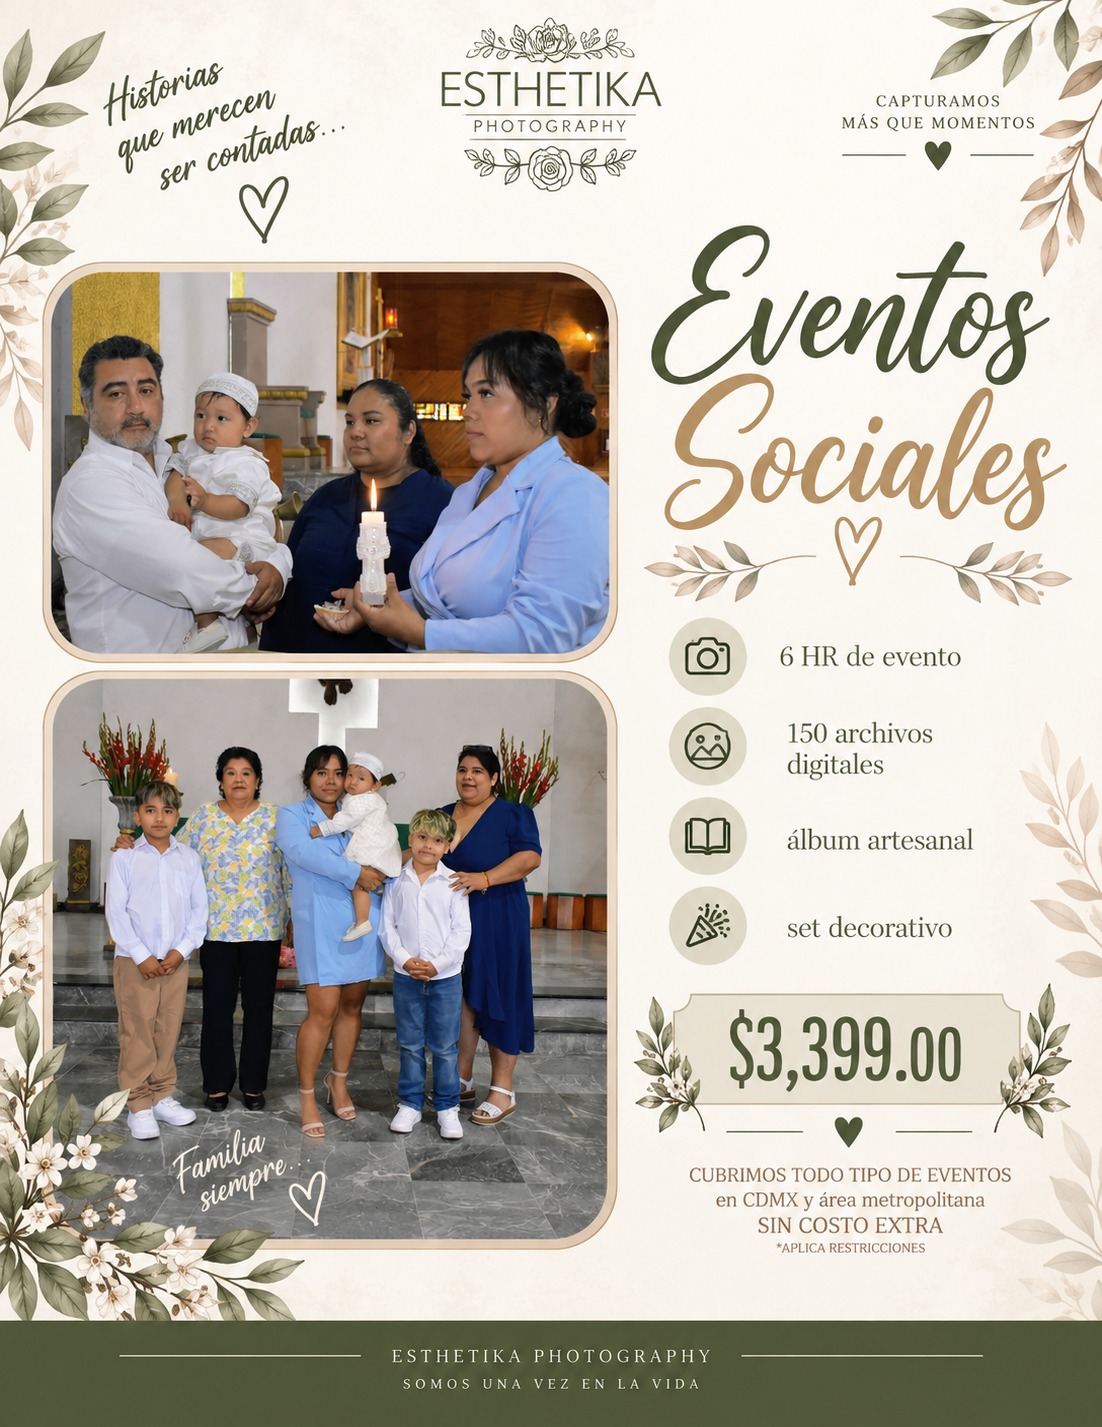 Historias
que merecen
ser contadas...
ESTHETIKA
PHOTOGRAPHY
CAPTURAMOS
MÁS QUE MOMENTOS
Eventos
Sociales
6 HR de evento
150 archivos
digitales
álbum artesanal
set decorativo
$3,399.00
CUBRIMOS TODO TIPO DE EVENTOS
en CDMX y área metropolitana
SIN COSTO EXTRA
*APLICA RESTRICCIONES
Familia
siempre...
ESTHETIKA PHOTOGRAPHY
SOMOS UNA VEZ EN LA VIDA